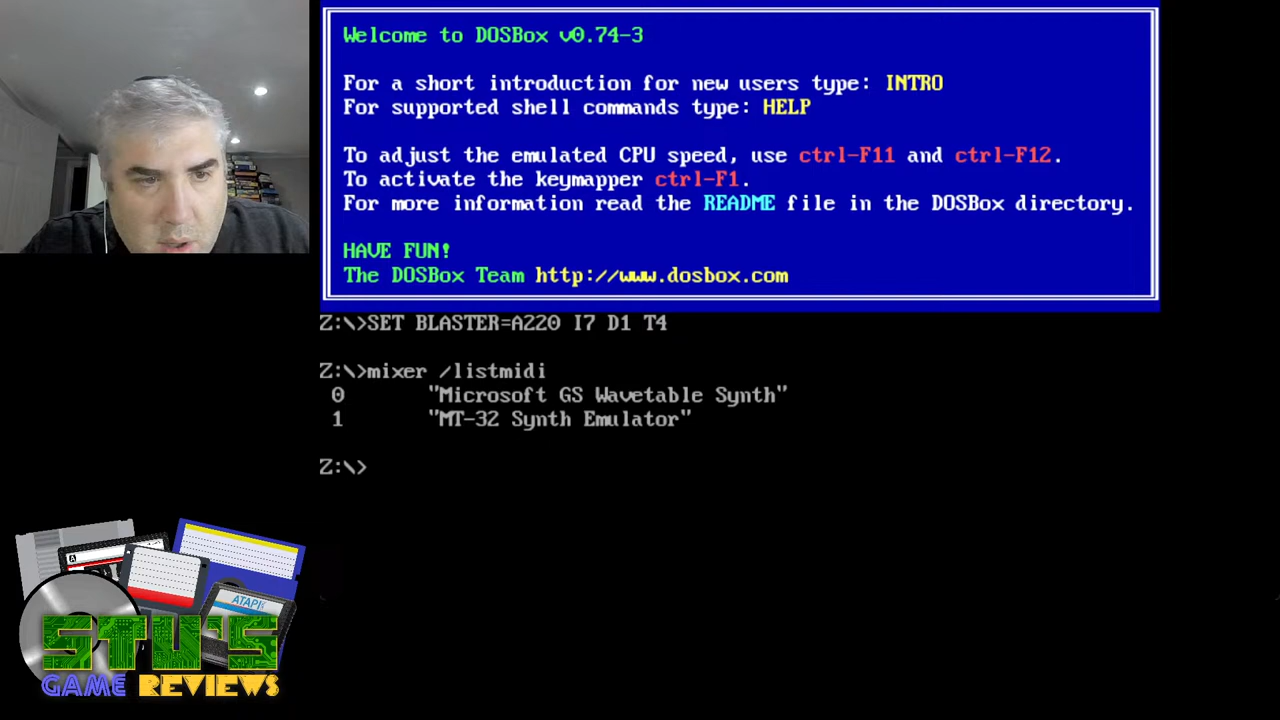 Welcome to DOSBox v0.74-3
For a short introduction for new users type: INTRO
For supported shell commands type: HELP
To adjust the emulated CPU speed, use ctrl-F11 and ctrl-F12.
To activate the keymapper ctrl-F1.
For more information read the README file in the DOSBox directory.
HAVE FUN!
The DOSBox Team http://www.dosbox.com
Z:\>SET BLASTER=A220 I7 D1 T4
Z:\>mixer /listmidi
0 "Microsoft GS Wavetable Synth"
1 "MT-32 Synth Emulator"
Z:\>
A
STU'S
GAME REVIEWS